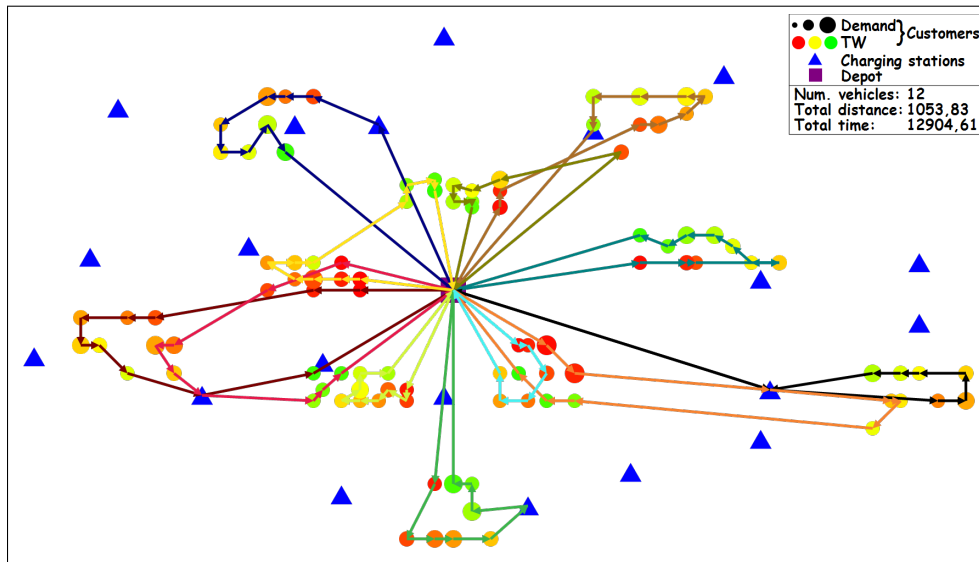 Demand
TW
}Customers
Charging stations
Depot
Num. vehicles: 12
Total distance: 1053,83
Total time: 12904,61